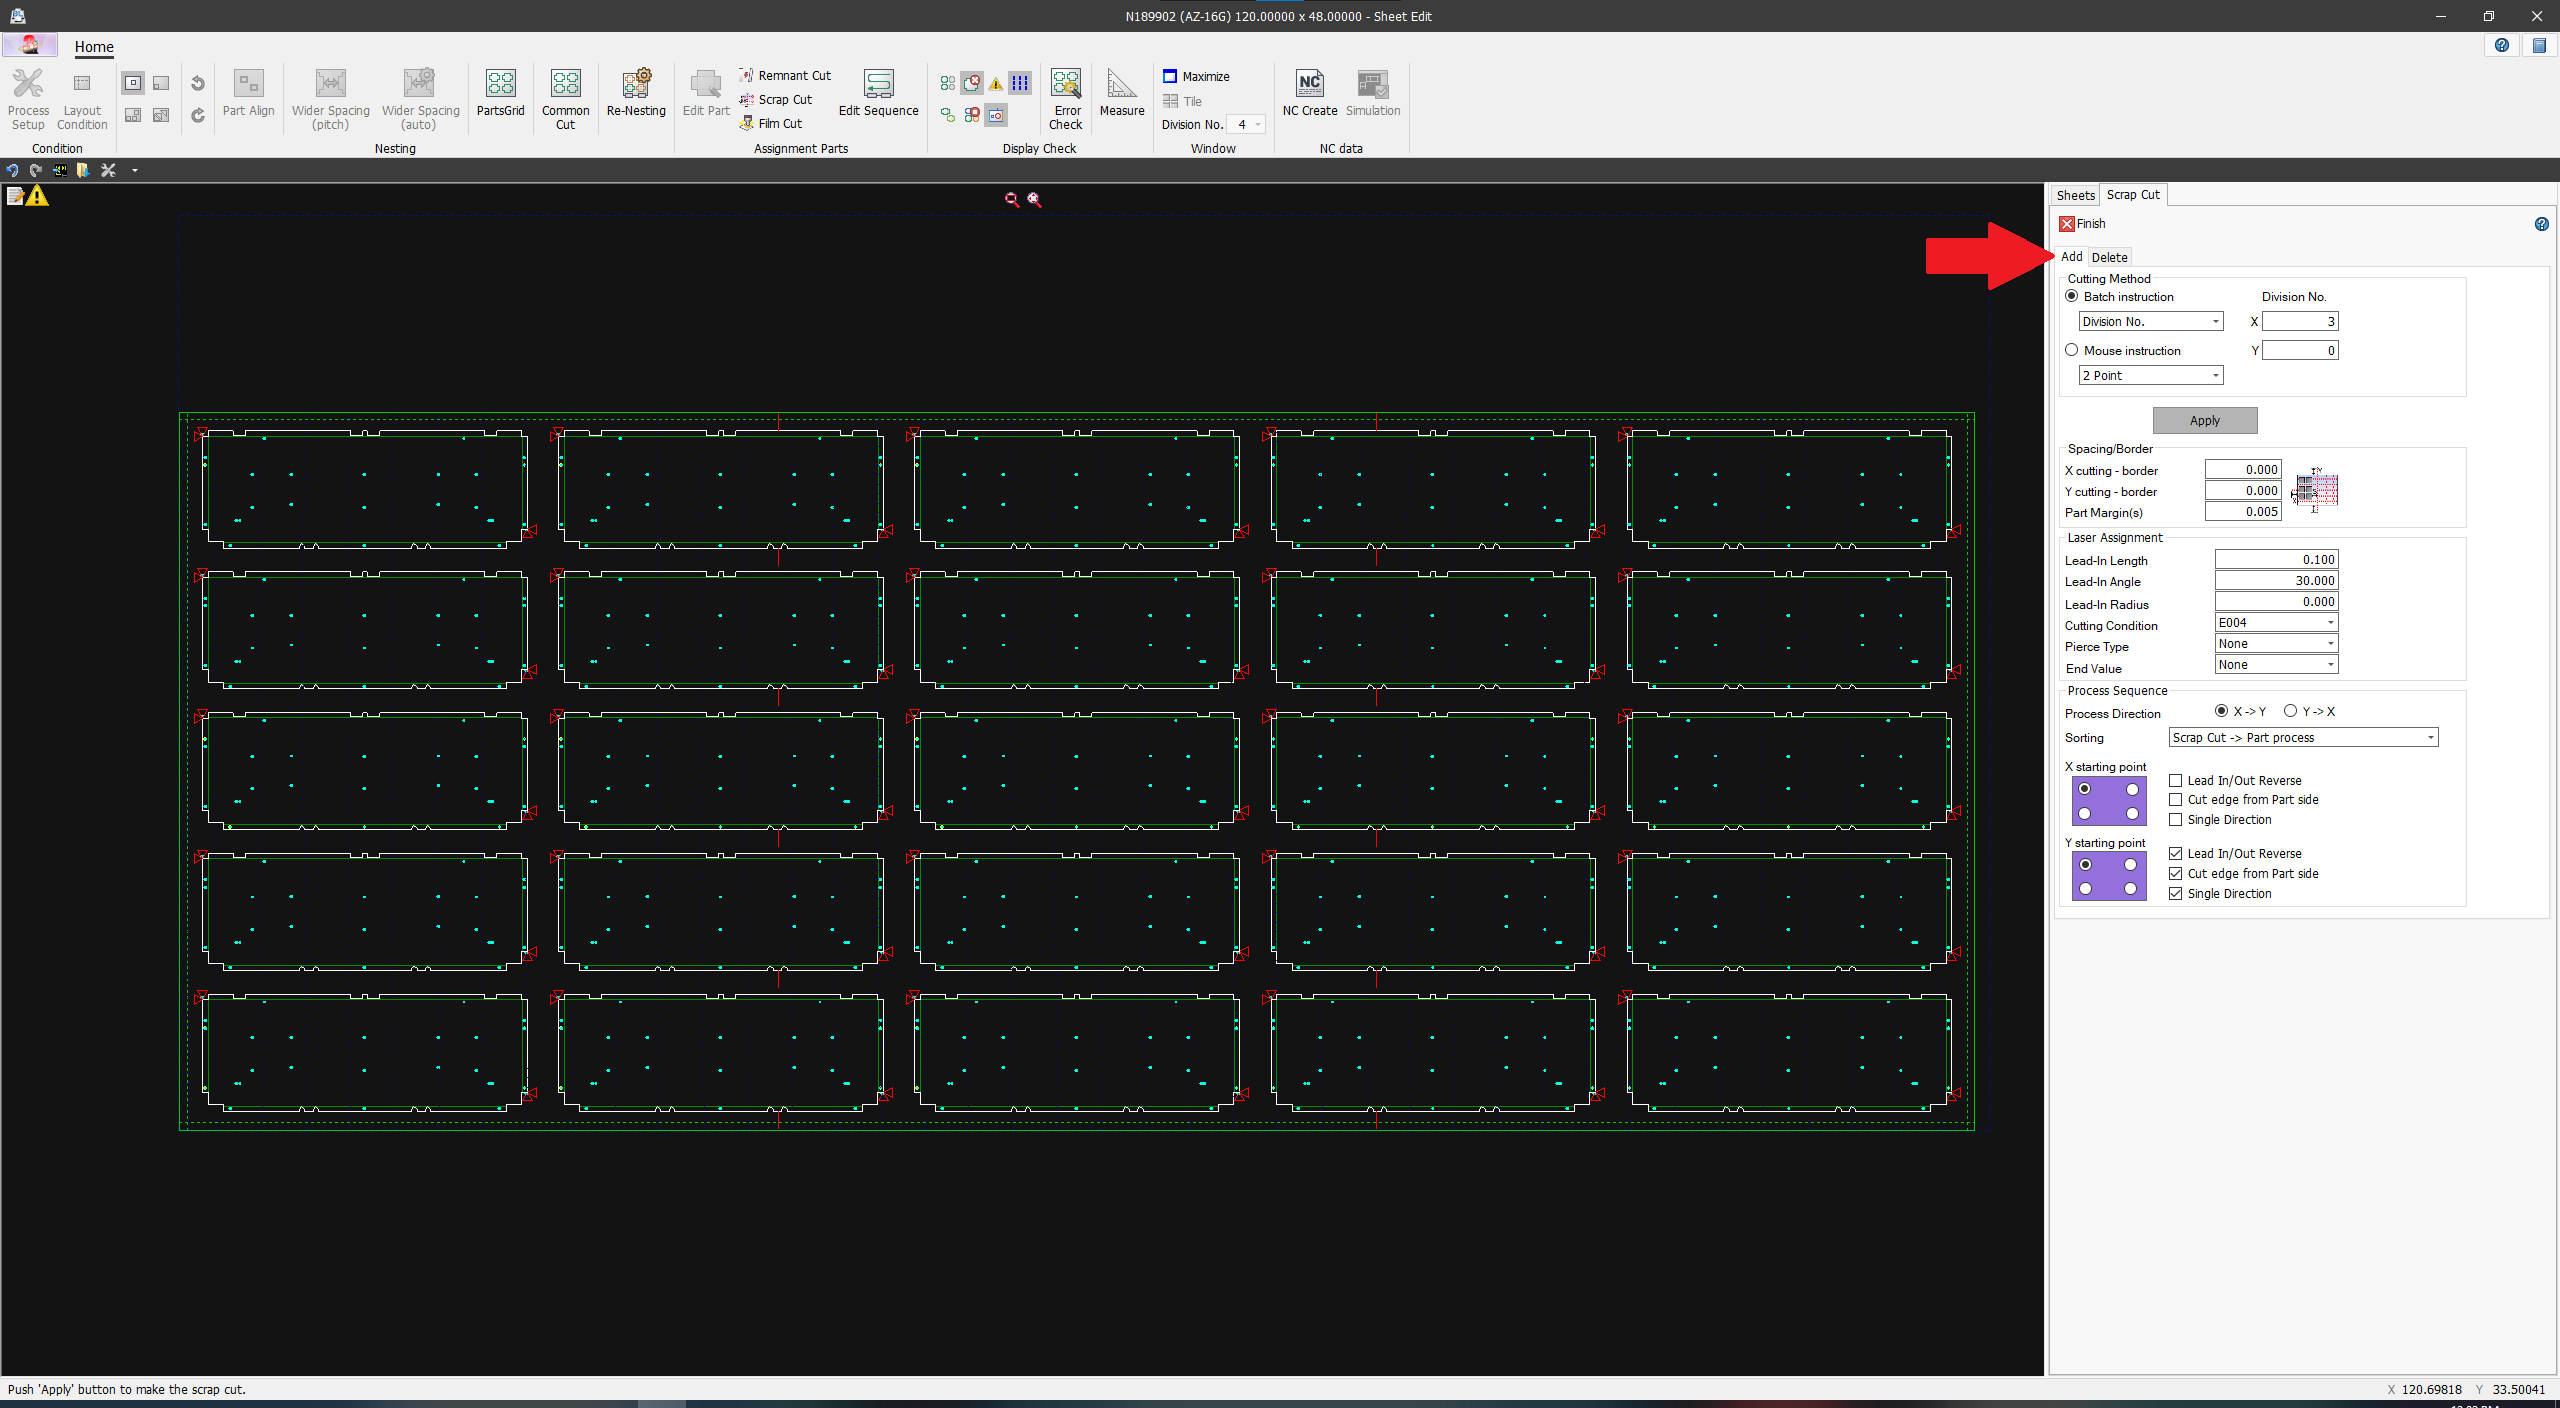 N189902 (AZ-16G) 120.00000 x 48.00000 - Sheet Edit
Home
Process Setup
Layout Condition
Condition
Part Align
Wider Spacing (pitch)
Wider Spacing (auto)
PartsGrid
Common Cut
Re-Nesting
Nesting
Edit Part
Remnant Cut
Scrap Cut
Film Cut
Edit Sequence
Assignment Parts
Error Check
Measure
Display Check
Maximize
Tile
Division No. 4
Window
NC
NC Create
Simulation
NC data
Sheets
Scrap Cut
Finish
Add
Delete
Cutting Method
Batch instruction
Division No.
Division No.
X 3
Mouse instruction
Y 0
2 Point
Apply
Spacing/Border
X cutting - border 0.000
Y cutting - border 0.000
Part Margin(s) 0.005
Laser Assignment
Lead-In Length 0.100
Lead-In Angle 30.000
Lead-In Radius 0.000
Cutting Condition E004
Pierce Type None
End Value None
Process Sequence
Process Direction X -> Y Y -> X
Sorting Scrap Cut -> Part process
X starting point
Lead In/Out Reverse
Cut edge from Part side
Single Direction
Y starting point
Lead In/Out Reverse
Cut edge from Part side
Single Direction
Push 'Apply' button to make the scrap cut.
X 120.69818 Y 33.50041